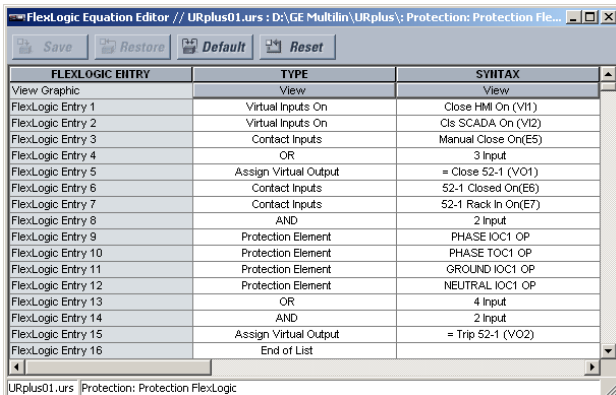 FlexLogic Equation Editor // URplus01.urs : D:\GE Multilin\URplus\: Protection: Protection Fle...
Save Restore Default Reset
FLEXLOGIC ENTRY TYPE SYNTAX
View Graphic View View
FlexLogic Entry 1 Virtual Inputs On Close HMI On (VI1)
FlexLogic Entry 2 Virtual Inputs On Cls SCADA On (VI2)
FlexLogic Entry 3 Contact Inputs Manual Close On(E5)
FlexLogic Entry 4 OR 3 Input
FlexLogic Entry 5 Assign Virtual Output = Close 52-1 (VO1)
FlexLogic Entry 6 Contact Inputs 52-1 Closed On(E6)
FlexLogic Entry 7 Contact Inputs 52-1 Rack In On(E7)
FlexLogic Entry 8 AND 2 Input
FlexLogic Entry 9 Protection Element PHASE IOC1 OP
FlexLogic Entry 10 Protection Element PHASE TOC1 OP
FlexLogic Entry 11 Protection Element GROUND IOC1 OP
FlexLogic Entry 12 Protection Element NEUTRAL IOC1 OP
FlexLogic Entry 13 OR 4 Input
FlexLogic Entry 14 AND 2 Input
FlexLogic Entry 15 Assign Virtual Output = Trip 52-1 (VO2)
FlexLogic Entry 16 End of List
URplus01.urs Protection: Protection FlexLogic